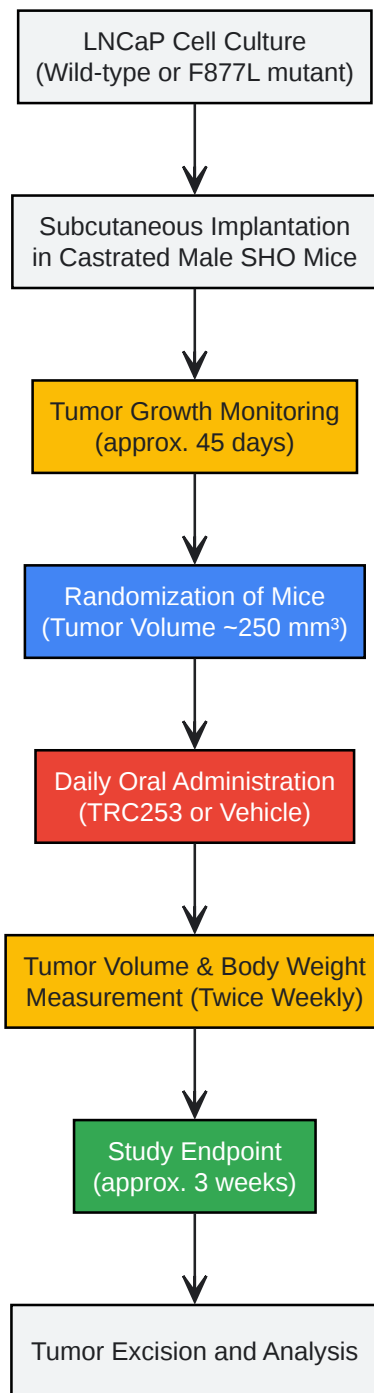 LNCaP Cell Culture
(Wild-type or F877L mutant)
Subcutaneous Implantation
in Castrated Male SHO Mice
Tumor Growth Monitoring
(approx. 45 days)
Randomization of Mice
(Tumor Volume ~250 mm³)
Daily Oral Administration
(TRC253 or Vehicle)
Tumor Volume & Body Weight
Measurement (Twice Weekly)
Study Endpoint
(approx. 3 weeks)
Tumor Excision and Analysis